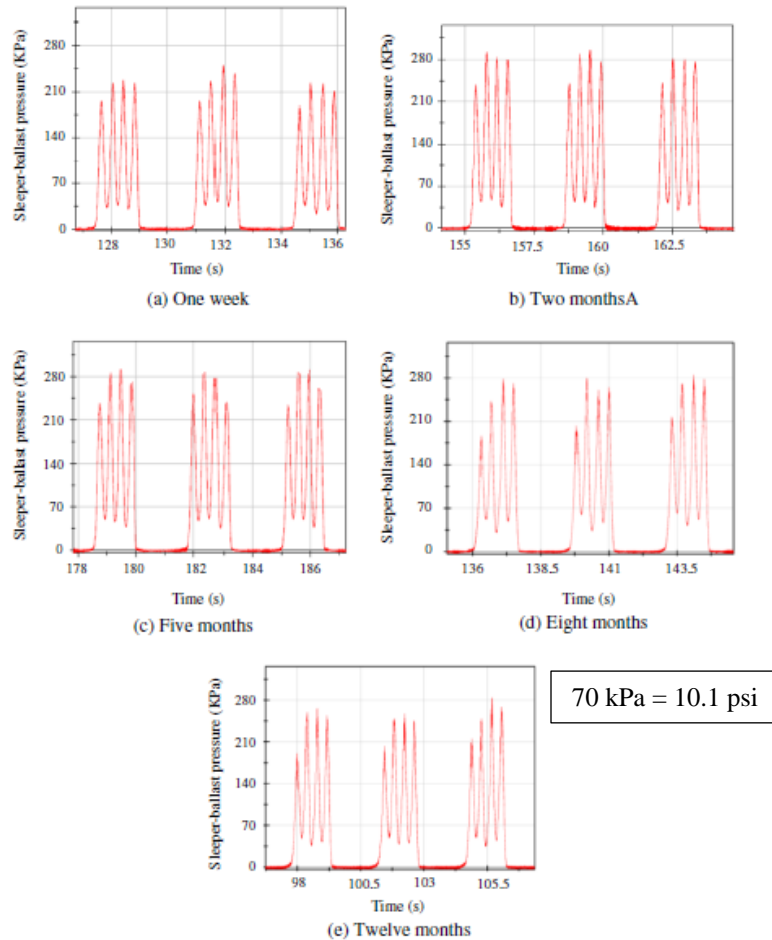 Sleeper-ballast pressure (KPa)
280
210
140
70
0
128 130 132 134 136
Time (s)
(a) One week
Sleeper-ballast pressure (KPa)
280
210
140
70
0
155 157.5 160 162.5
Time (s)
b) Two monthsA
Sleeper-ballast pressure (KPa)
280
210
140
70
0
178 180 182 184 186
Time (s)
(c) Five months
Sleeper-ballast pressure (KPa)
280
210
140
70
0
136 138.5 141 143.5
Time (s)
(d) Eight months
Sleeper-ballast pressure (KPa)
280
210
140
70
0
98 100.5 103 105.5
Time (s)
(e) Twelve months
70 kPa = 10.1 psi